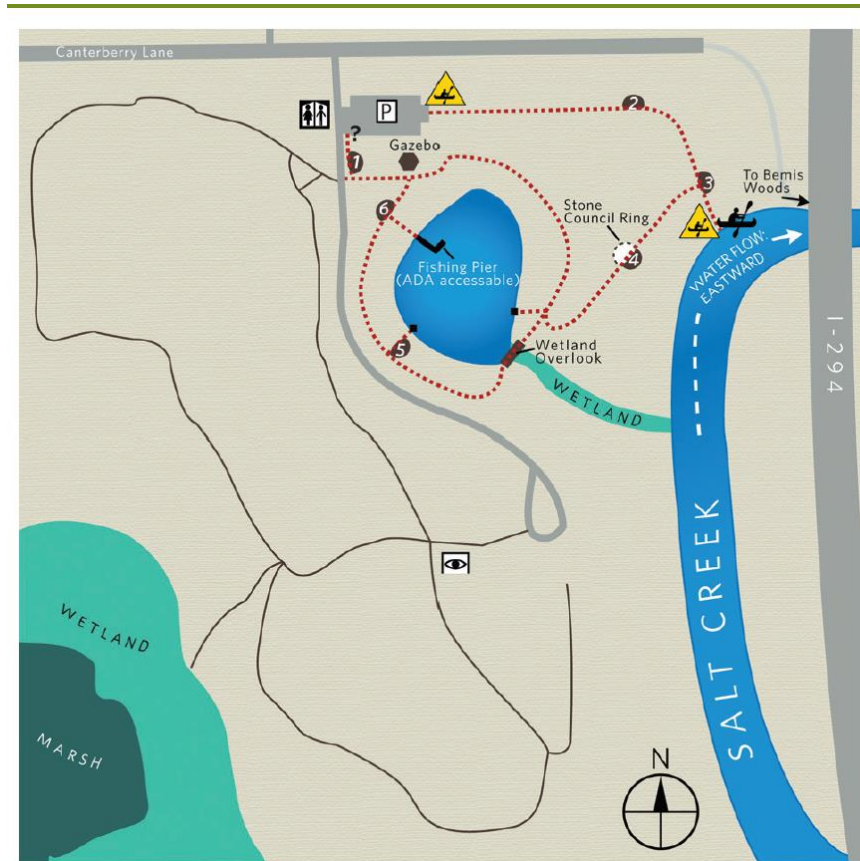 Canterberry Lane
P
2
?
Gazebo
1
3
To Bemis
Woods
6
Stone
Council Ring
4
WATER FLOW:
EASTWARD
Fishing Pier
(ADA accessable)
I-294
5
Wetland
Overlook
WETLAND
SALT CREEK
WETLAND
MARSH
N